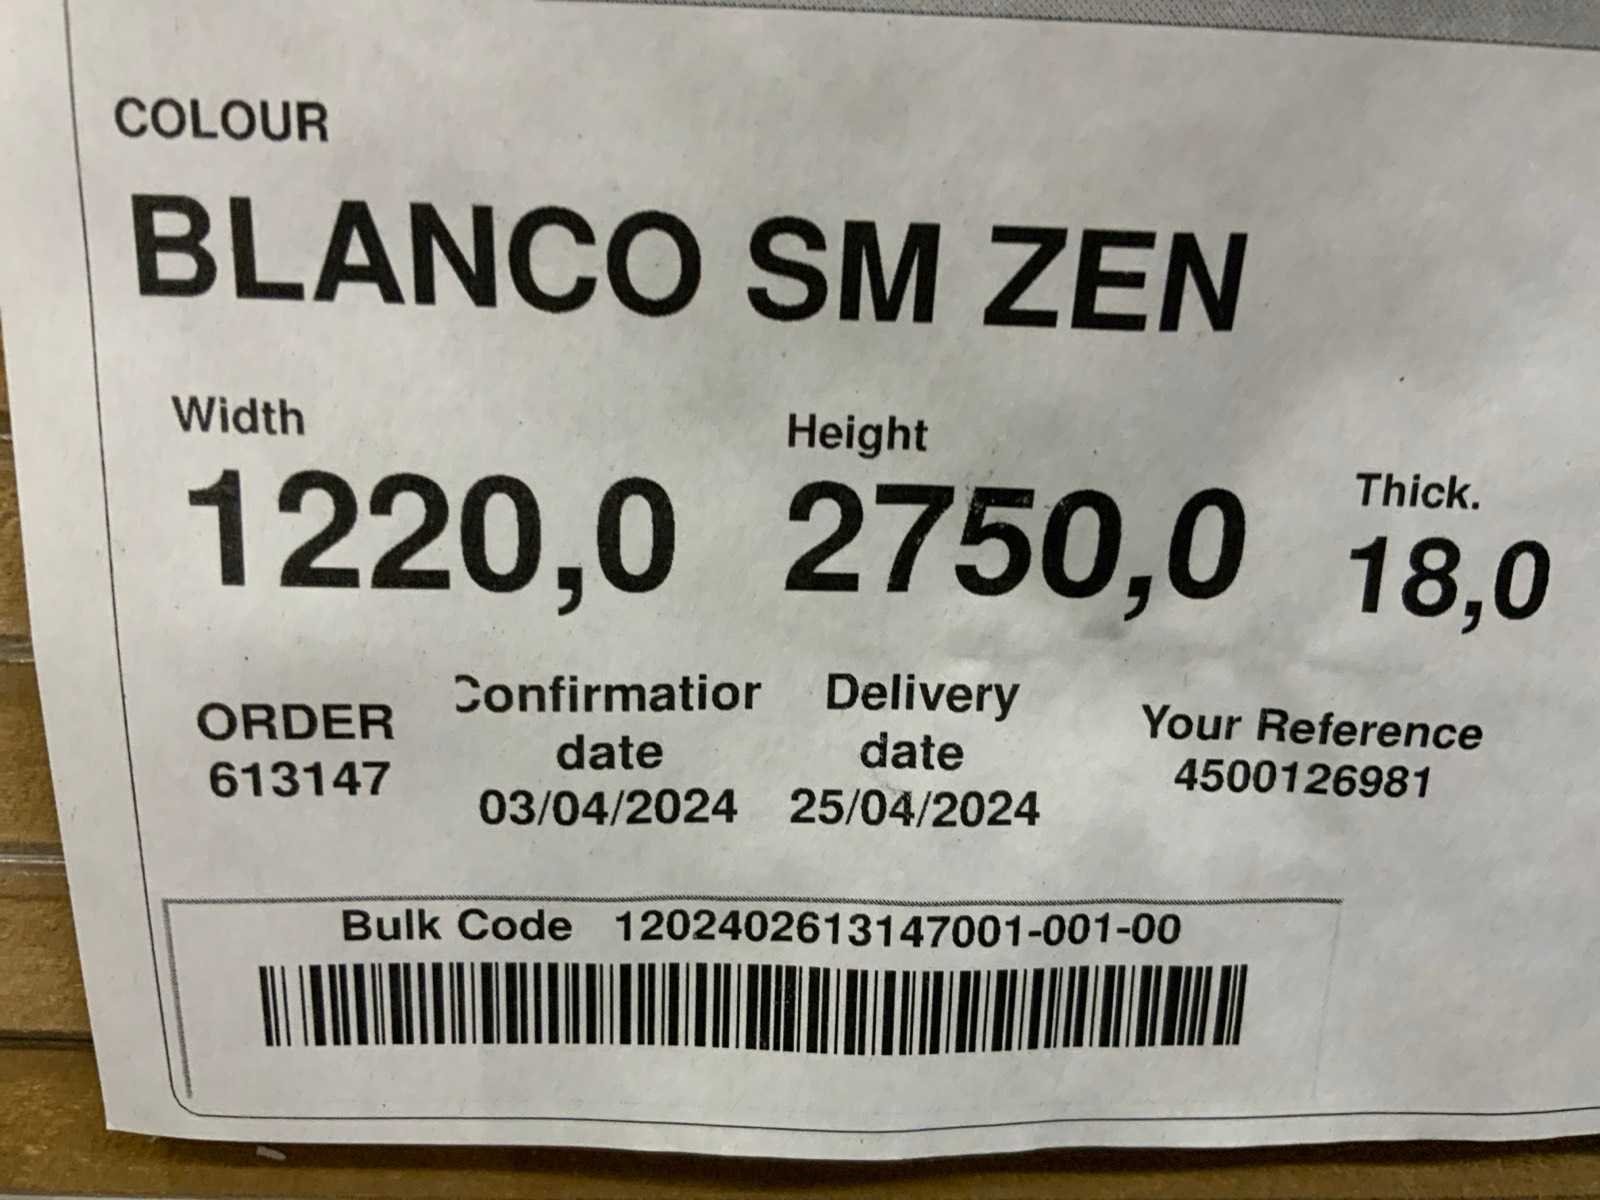 COLOUR
BLANCO SM ZEN
Width Height Thick.
1220,0 2750,0 18,0
ORDER Confirmation Delivery Your Reference
date date
613147 03/04/2024 25/04/2024 4500126981
Bulk Code 1202402613147001-001-00